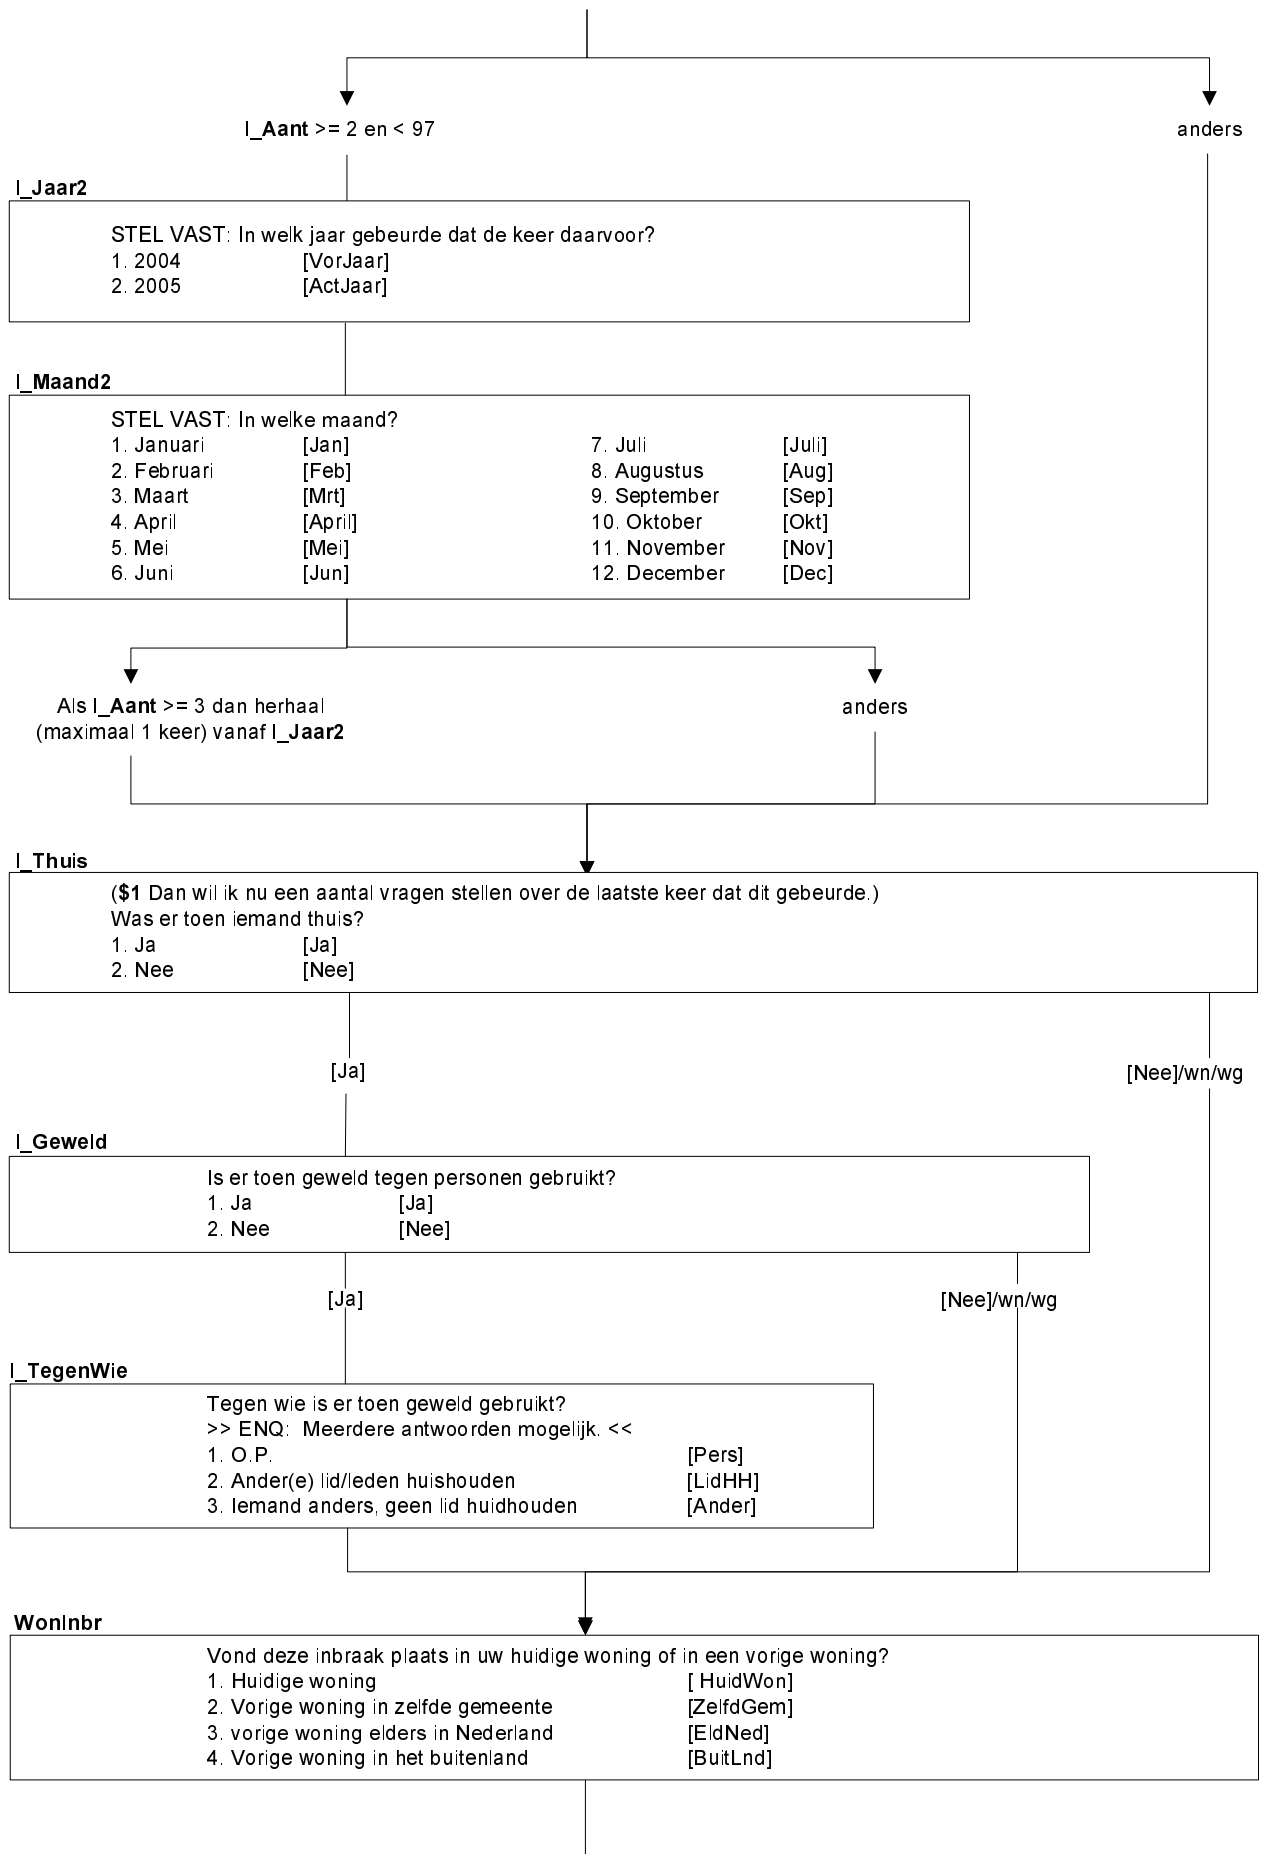 I_Aant >= 2 en < 97
anders
I_Jaar2
STEL VAST: In welk jaar gebeurde dat de keer daarvoor?
1. 2004 [VorJaar]
2. 2005 [ActJaar]
I_Maand2
STEL VAST: In welke maand?
1. Januari [Jan] 7. Juli [Juli]
2. Februari [Feb] 8. Augustus [Aug]
3. Maart [Mrt] 9. September [Sep]
4. April [April] 10. Oktober [Okt]
5. Mei [Mei] 11. November [Nov]
6. Juni [Jun] 12. December [Dec]
Als I_Aant >= 3 dan herhaal
(maximaal 1 keer) vanaf I_Jaar2
anders
I_Thuis
($1 Dan wil ik nu een aantal vragen stellen over de laatste keer dat dit gebeurde.)
Was er toen iemand thuis?
1. Ja [Ja]
2. Nee [Nee]
[Ja]
[Nee]/wn/wg
I_Geweld
Is er toen geweld tegen personen gebruikt?
1. Ja [Ja]
2. Nee [Nee]
[Ja]
[Nee]/wn/wg
I_TegenWie
Tegen wie is er toen geweld gebruikt?
>> ENQ: Meerdere antwoorden mogelijk. <<
1. O.P. [Pers]
2. Ander(e) lid/leden huishouden [LidHH]
3. Iemand anders, geen lid huidhouden [Ander]
WonInbr
Vond deze inbraak plaats in uw huidige woning of in een vorige woning?
1. Huidige woning [ HuidWon]
2. Vorige woning in zelfde gemeente [ZelfdGem]
3. vorige woning elders in Nederland [EldNed]
4. Vorige woning in het buitenland [BuitLnd]